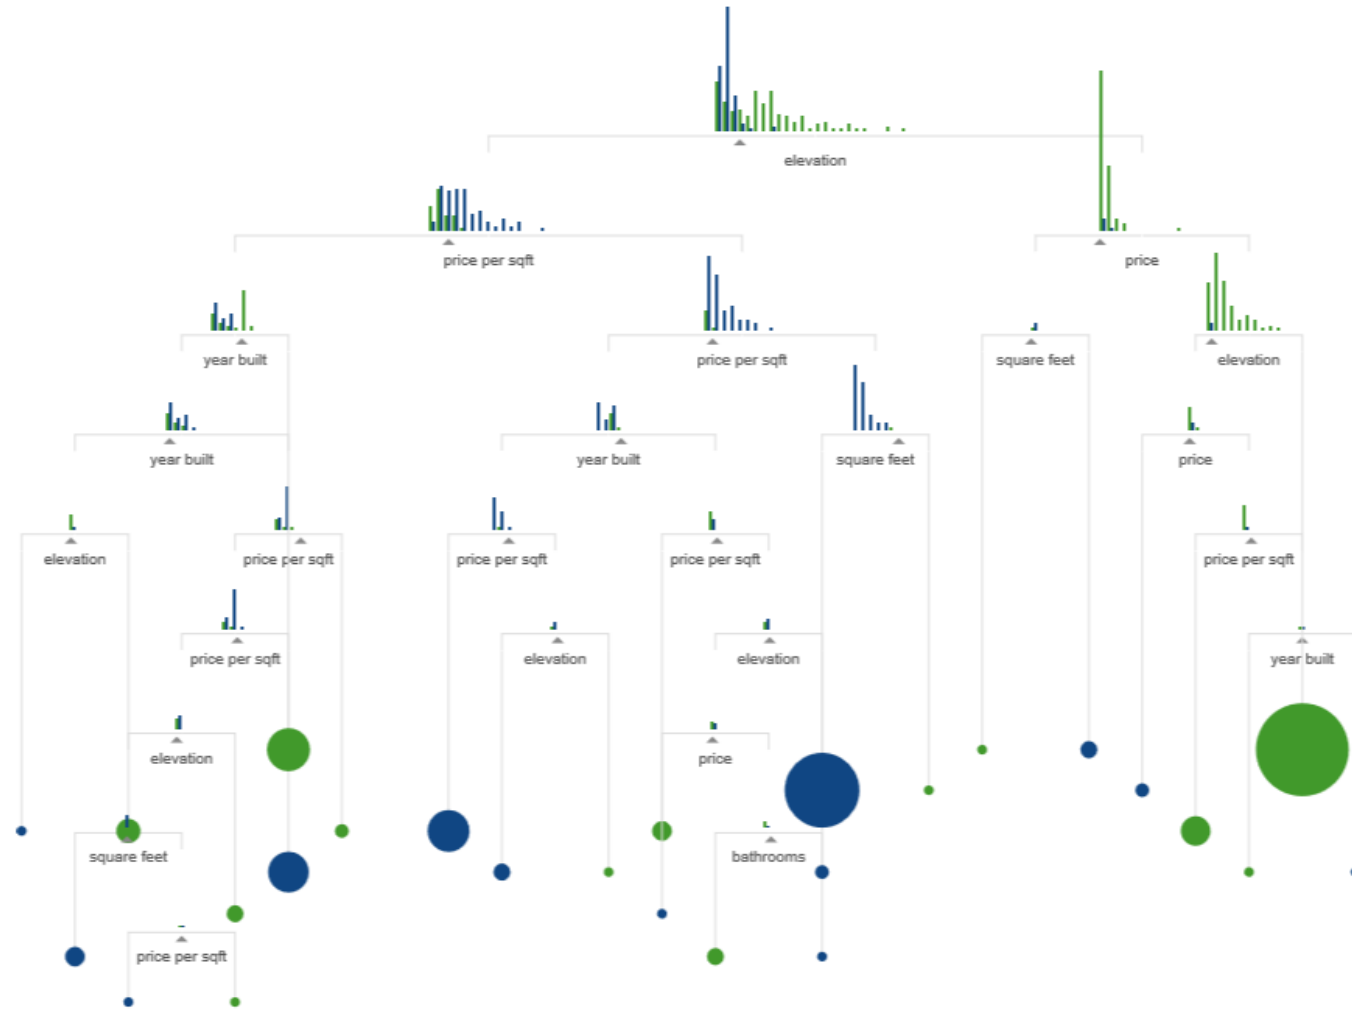 elevation
price per sqft
price
year built
price per sqft
square feet
elevation
year built
year built
square feet
price
elevation
price per sqft
price per sqft
price per sqft
price per sqft
price per sqft
elevation
elevation
year built
elevation
price
square feet
bathrooms
price per sqft